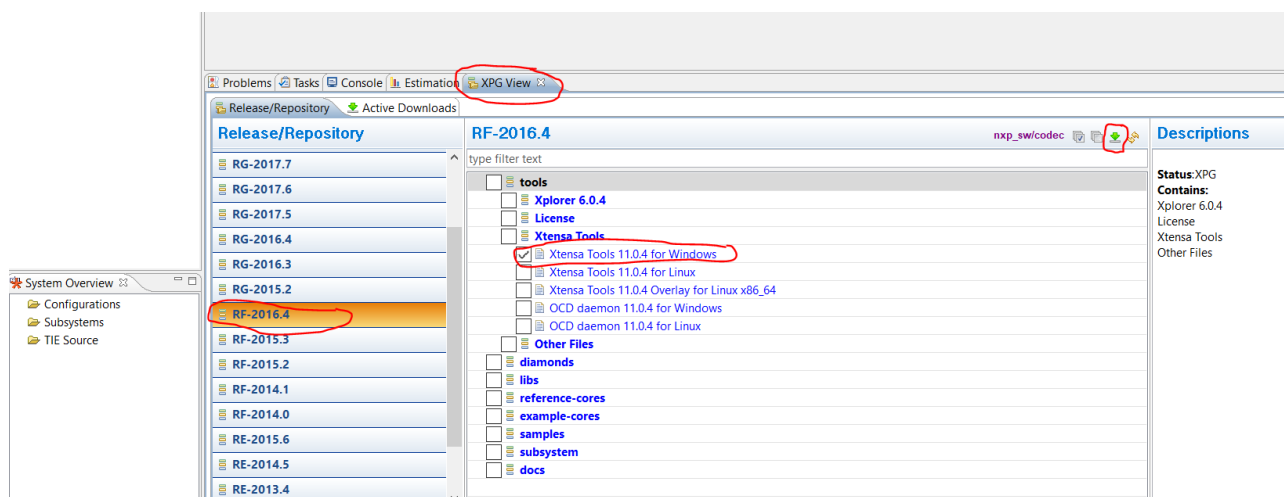 Problems Tasks Console Estimation XPG View
Release/Repository Active Downloads
Release/Repository
RG-2017.7
RG-2017.6
RG-2017.5
RG-2016.4
RG-2016.3
RG-2015.2
RF-2016.4
RF-2015.3
RF-2015.2
RF-2014.1
RF-2014.0
RE-2015.6
RE-2014.5
RE-2013.4
RF-2016.4 nxp_sw/codec
type filter text
tools
Xplorer 6.0.4
License
Xtensa Tools
Xtensa Tools 11.0.4 for Windows
Xtensa Tools 11.0.4 for Linux
Xtensa Tools 11.0.4 Overlay for Linux x86_64
OCD daemon 11.0.4 for Windows
OCD daemon 11.0.4 for Linux
Other Files
diamonds
libs
reference-cores
example-cores
samples
subsystem
docs
Descriptions
Status:XPG
Contains:
Xplorer 6.0.4
License
Xtensa Tools
Other Files
System Overview
Configurations
Subsystems
TIE Source